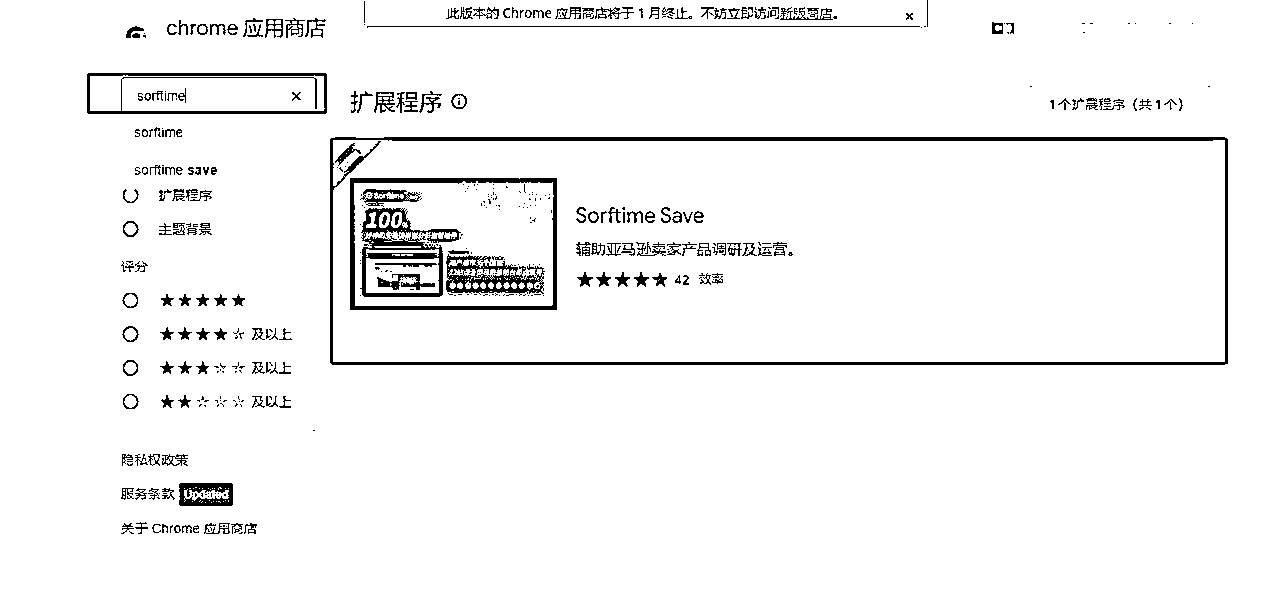 此版本的 Chrome 应用商店将于 1 月终止。不妨立即访问新版商店。 ×
chrome 应用商店
sorftime ×
sorftime
sorftime save
扩展程序
主题背景
评分
★★★★★
★★★★☆ 及以上
★★★☆☆ 及以上
★★☆☆☆ 及以上
隐私权政策
服务条款 Updated
关于 Chrome 应用商店
扩展程序
1 个扩展程序（共 1 个）
100
Sorftime Save
辅助亚马逊卖家产品调研及运营。
★★★★★ 42 效率